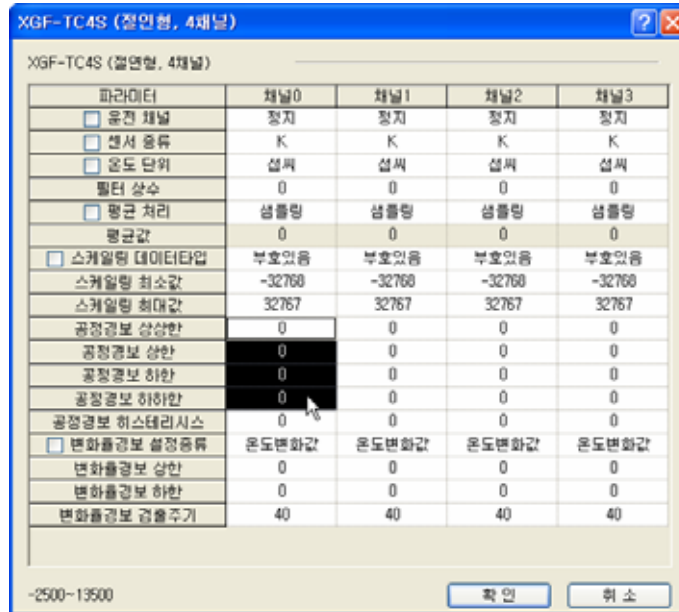 XGF-TC4S (절연형, 4채널)
XGF-TC4S (절연형, 4채널)
파라미터 채널0 채널1 채널2 채널3
운전 채널 정지 정지 정지 정지
센서 종류 K K K K
온도 단위 섭씨 섭씨 섭씨 섭씨
필터 상수 0 0 0 0
평균 처리 샘플링 샘플링 샘플링 샘플링
평균값 0 0 0 0
스케일링 데이터타입 부호있음 부호있음 부호있음 부호있음
스케일링 최소값 -32768 -32768 -32768 -32768
스케일링 최대값 32767 32767 32767 32767
공정경보 상상한 0 0 0 0
공정경보 상한 0 0 0 0
공정경보 하한 0 0 0 0
공정경보 하하한 0 0 0 0
공정경보 히스테리시스 0 0 0 0
변화율경보 설정종류 온도변화값 온도변화값 온도변화값 온도변화값
변화율경보 상한 0 0 0 0
변화율경보 하한 0 0 0 0
변화율경보 검출주기 40 40 40 40
-2500~13500 확인 취소